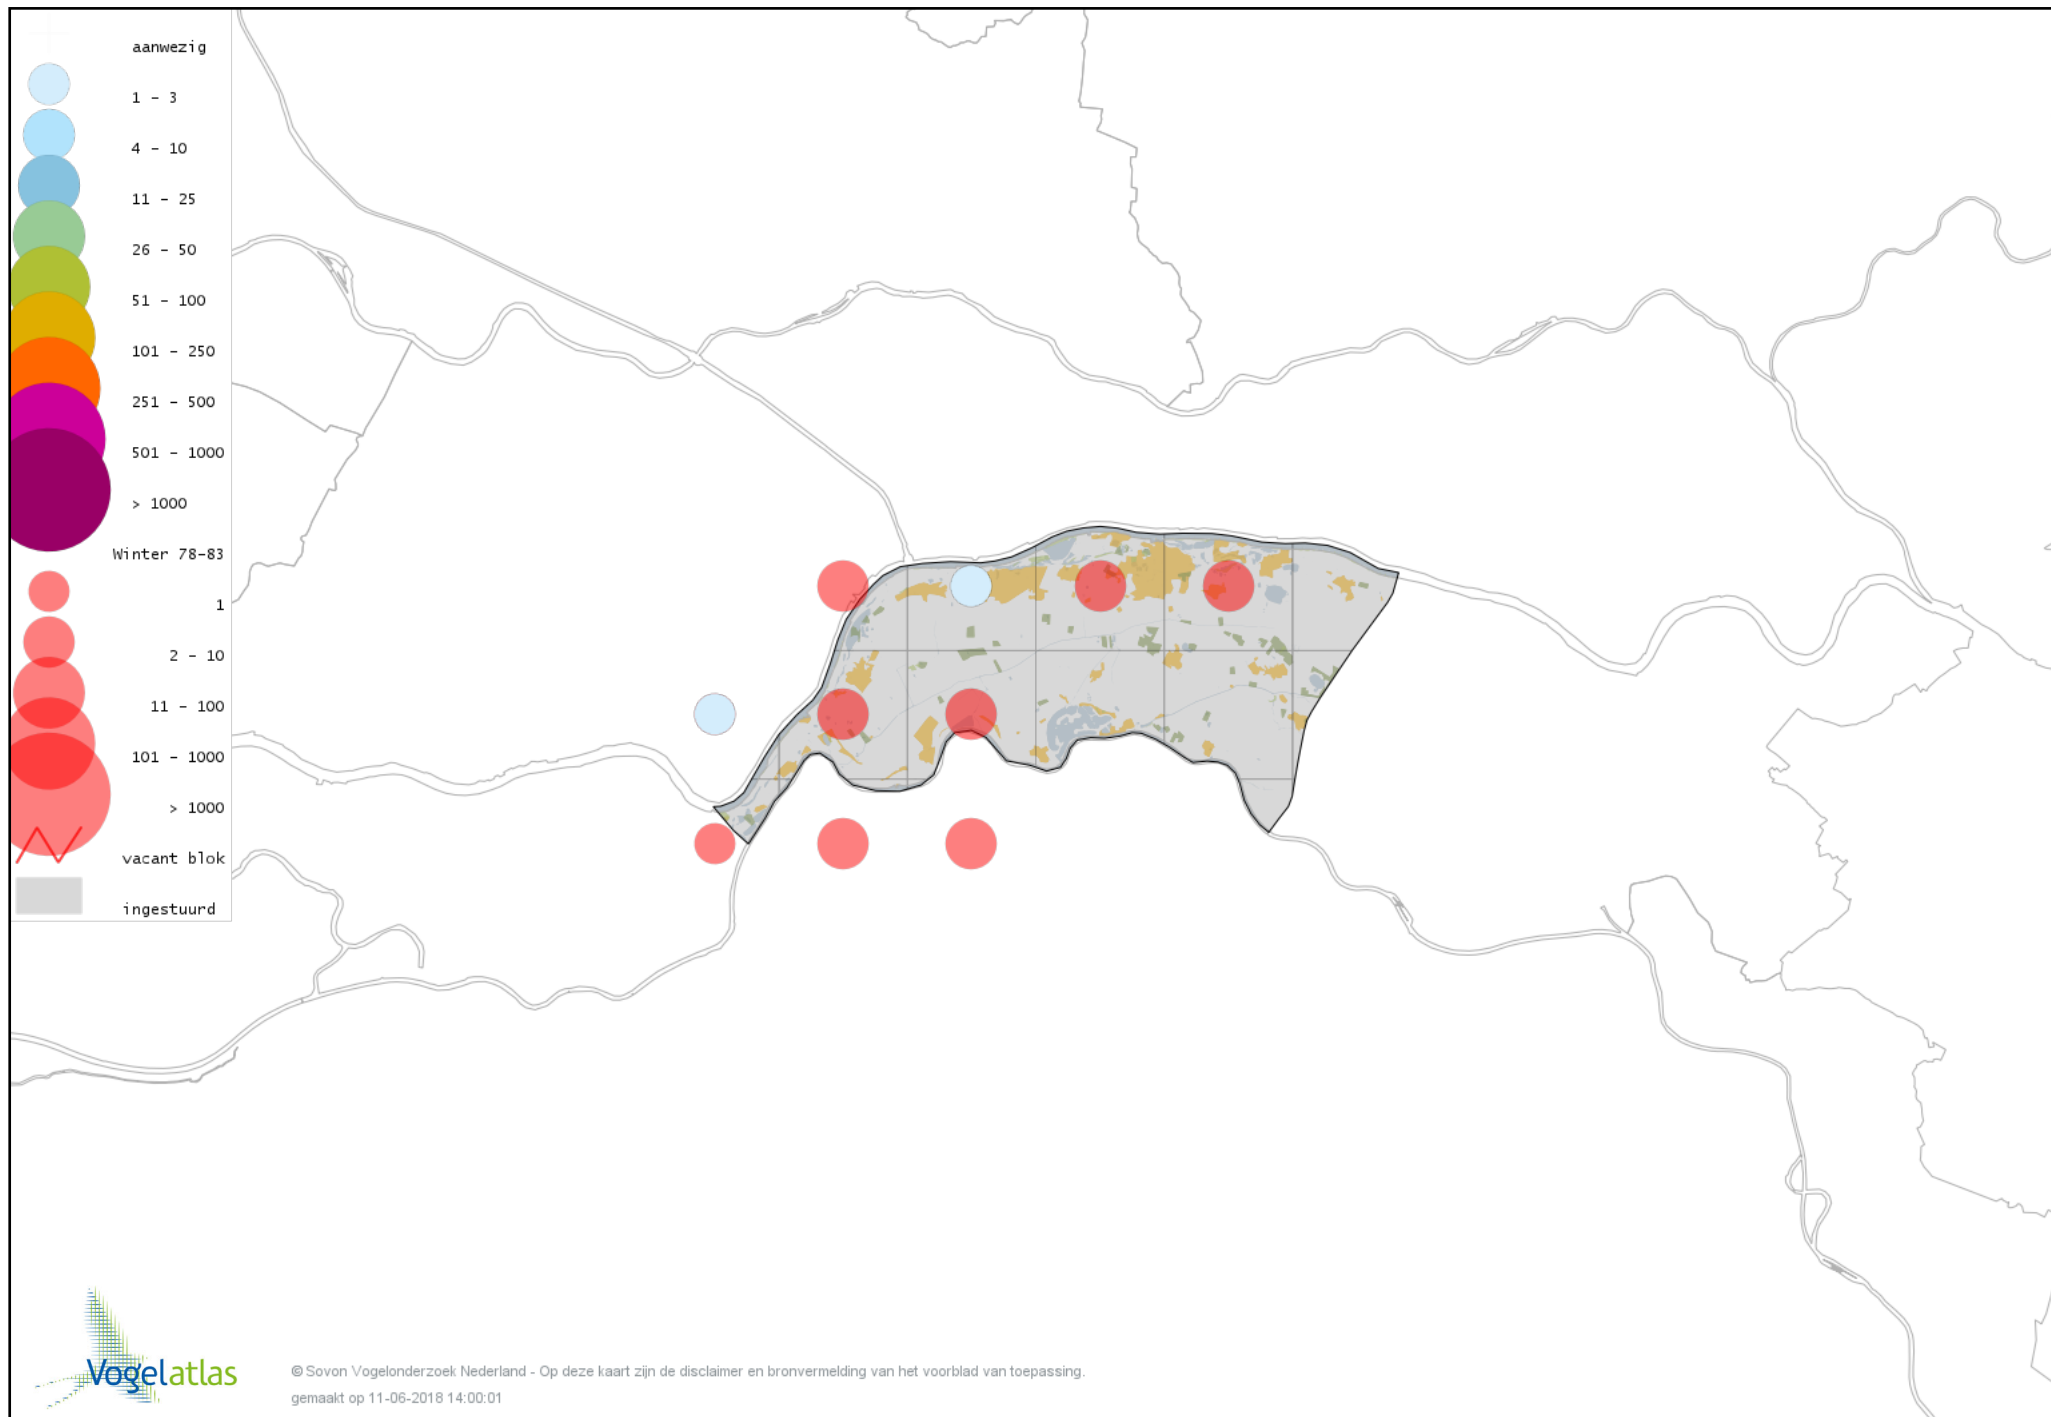 aanwezig
1 - 3
4 - 10
11 - 25
26 - 50
51 - 100
101 - 250
251 - 500
501 - 1000
> 1000
Winter 78-83
1
2 - 10
11 - 100
101 - 1000
> 1000
vacant blok
ingestuurd
Vogelatlas
© Sovon Vogelonderzoek Nederland - Op deze kaart zijn de disclaimer en bronvermelding van het voorblad van toepassing.
gemaakt op 11-06-2018 14:00:01